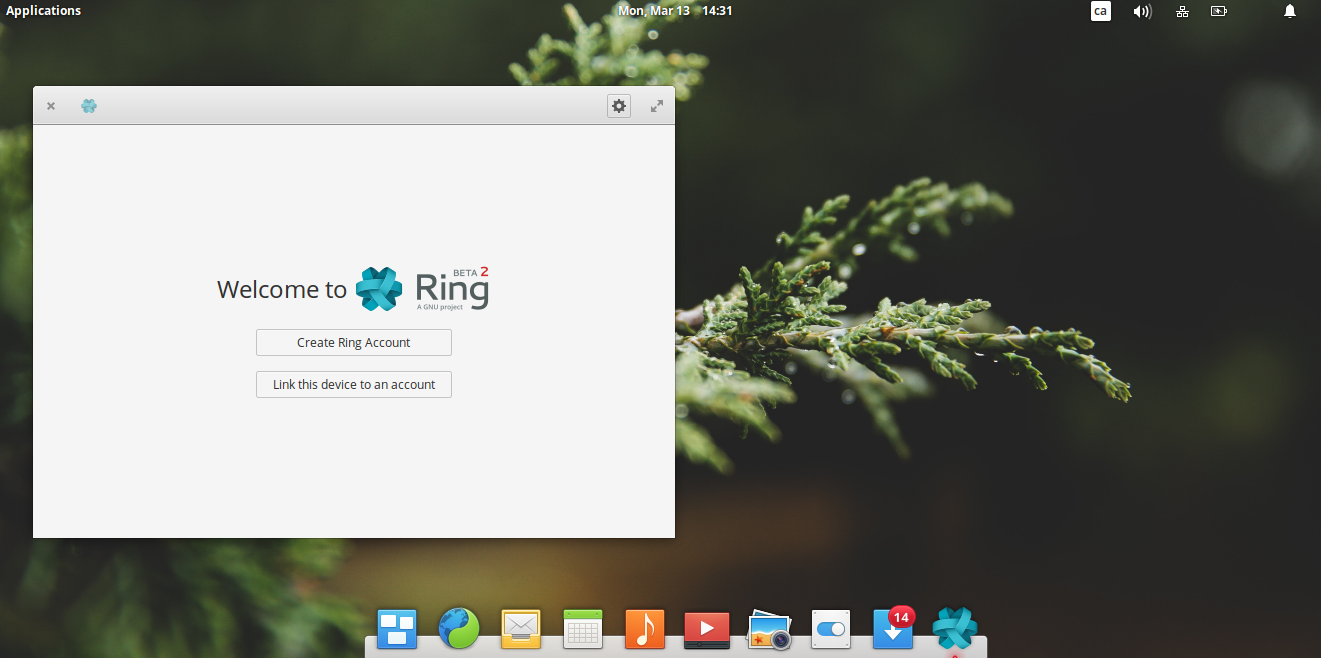 Applications
Mon, Mar 13 14:31
ca
Welcome to Ring BETA 2
A GNU project
Create Ring Account
Link this device to an account
14